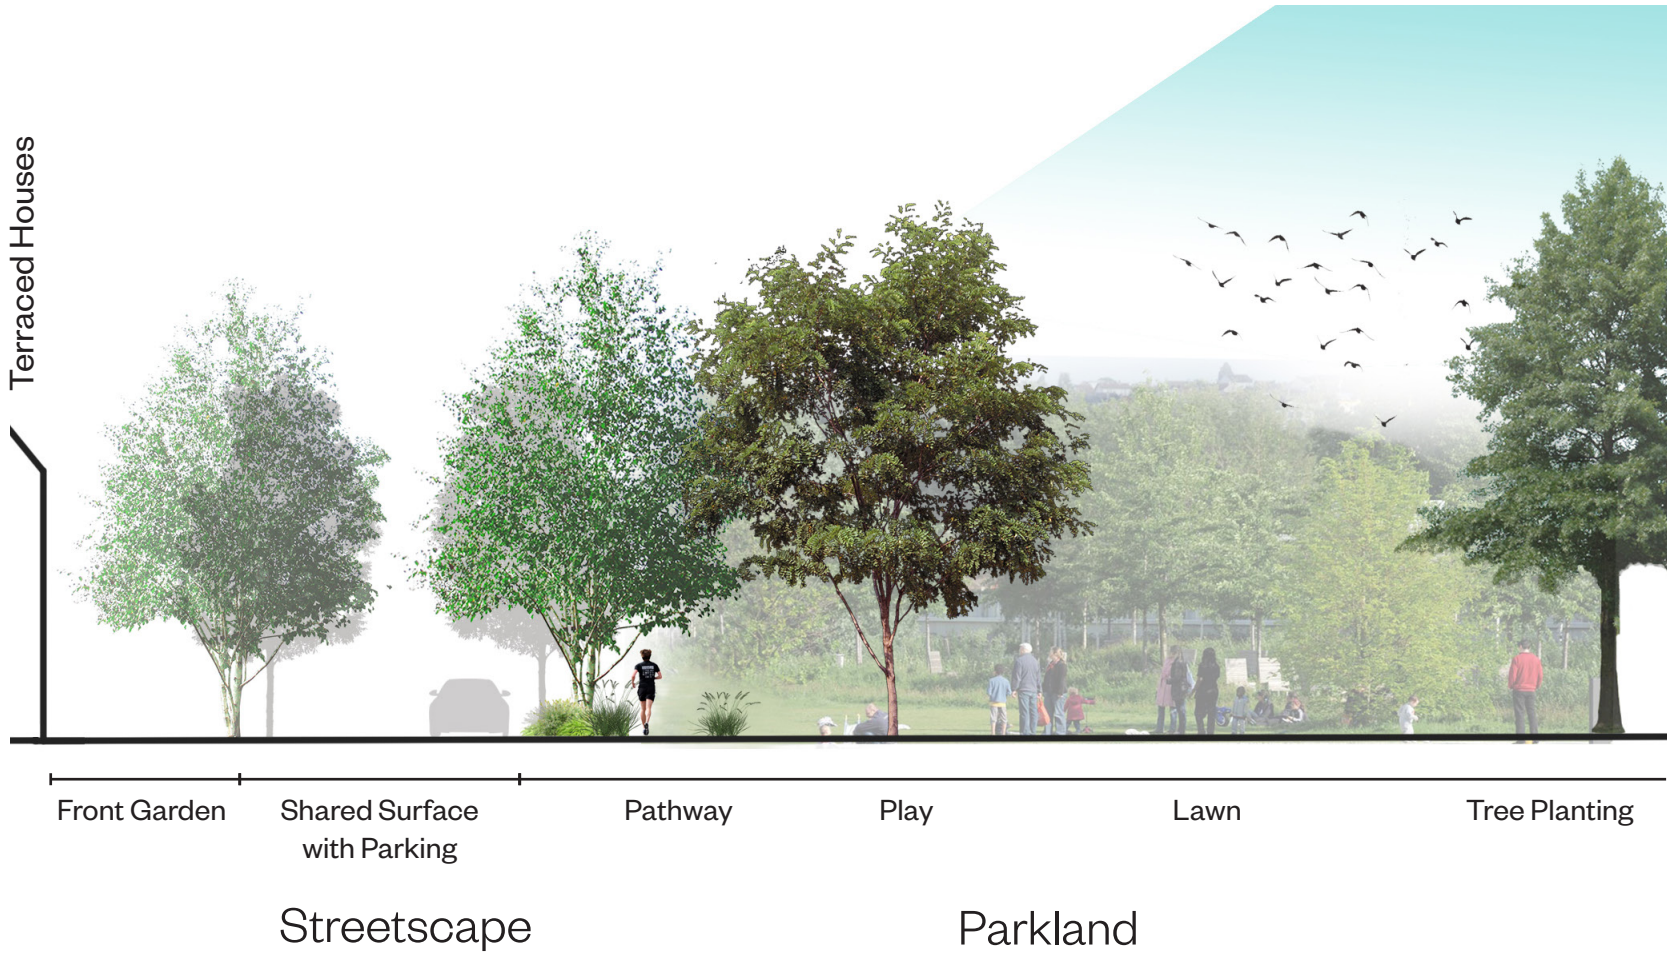 Terraced Houses
Front Garden
Shared Surface
with Parking
Pathway
Play
Lawn
Tree Planting
Streetscape
Parkland